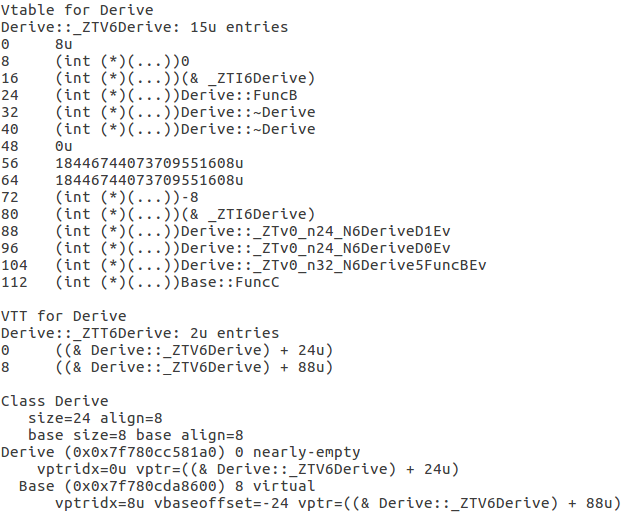 Vtable for Derive
Derive::_ZTV6Derive: 15u entries
0     8u
8     (int (*)(...))0
16    (int (*)(...))(& _ZTI6Derive)
24    (int (*)(...))Derive::FuncB
32    (int (*)(...))Derive::~Derive
40    (int (*)(...))Derive::~Derive
48    0u
56    18446744073709551608u
64    18446744073709551608u
72    (int (*)(...))-8
80    (int (*)(...))(& _ZTI6Derive)
88    (int (*)(...))Derive::_ZTv0_n24_N6DeriveD1Ev
96    (int (*)(...))Derive::_ZTv0_n24_N6DeriveD0Ev
104   (int (*)(...))Derive::_ZTv0_n32_N6Derive5FuncBEv
112   (int (*)(...))Base::FuncC
VTT for Derive
Derive::_ZTT6Derive: 2u entries
0     ((& Derive::_ZTV6Derive) + 24u)
8     ((& Derive::_ZTV6Derive) + 88u)
Class Derive
   size=24 align=8
   base size=8 base align=8
Derive (0x0x7f780cc581a0) 0 nearly-empty
    vptridx=0u vptr=((& Derive::_ZTV6Derive) + 24u)
  Base (0x0x7f780cda8600) 8 virtual
      vptridx=8u vbaseoffset=-24 vptr=((& Derive::_ZTV6Derive) + 88u)